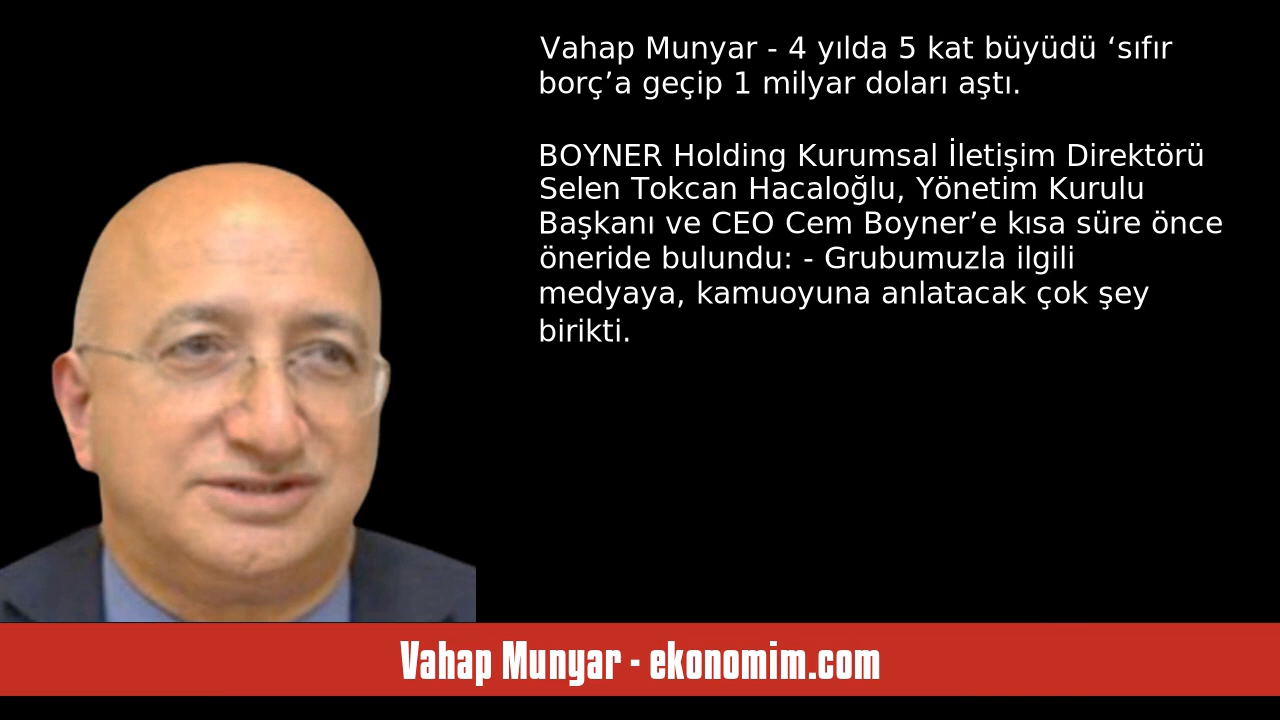 Vahap Munyar - 4 yılda 5 kat büyüdü ‘sıfır
borç’a geçip 1 milyar doları aştı.
BOYNER Holding Kurumsal İletişim Direktörü
Selen Tokcan Hacaloğlu, Yönetim Kurulu
Başkanı ve CEO Cem Boyner’e kısa süre önce
öneride bulundu: - Grubumuzla ilgili
medyaya, kamuoyuna anlatacak çok şey
birikti.
Vahap Munyar - ekonomim.com